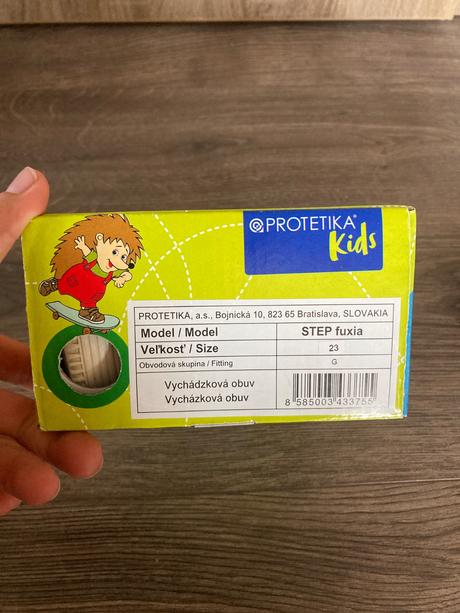 PROTETIKA®
Kids
PROTETIKA, a.s., Bojnická 10, 823 65 Bratislava, SLOVAKIA
Model / Model STEP fuxia
Veľkosť / Size 23
Obvodová skupina / Fitting G
Vychádzková obuv
Vycházková obuv
8 585003 433755